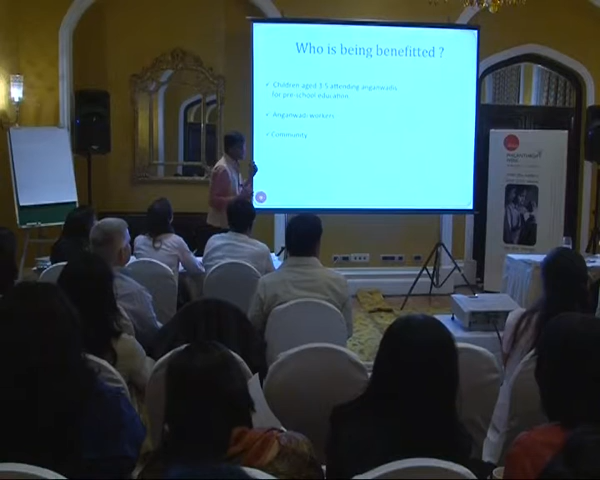 Who is being benefitted ?
Children aged 3-5 attending anganwadis
for pre-school education
Anganwadi workers
Community